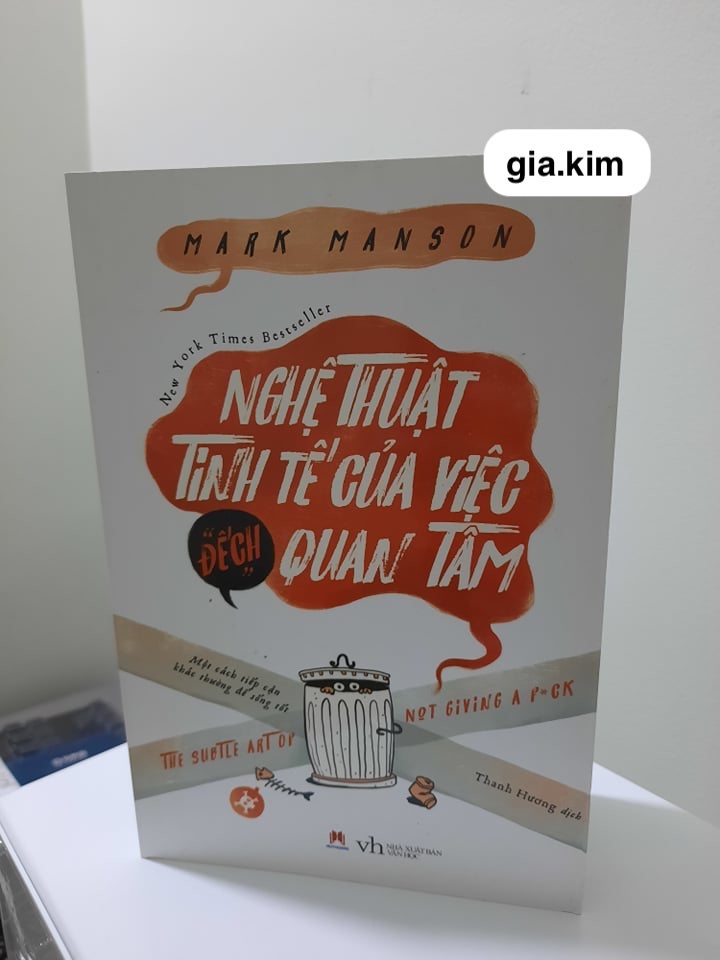 gia.kim
MARK MANSON
New York Times Bestseller
NGHỆ THUẬT
TINH TẾ CỦA VIỆC
"ĐẾCH" QUAN TÂM
Một cách tiếp cận
khác thường để sống tốt
NOT GIVING A F*CK
THE SUBTLE ART OF
Thanh Hương dịch
vh NHÀ XUẤT BẢN
VĂN HỌC